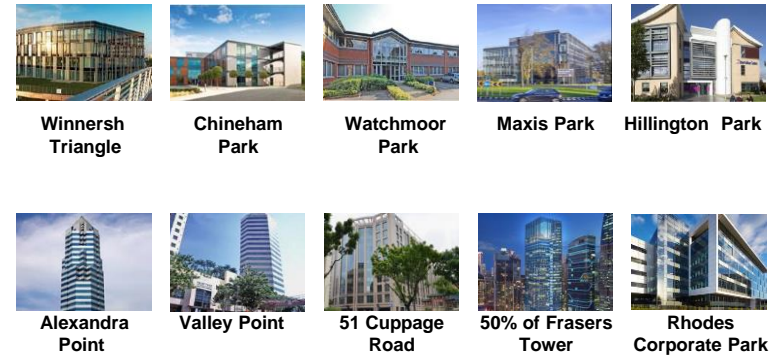 Winnersh
Triangle
Chineham
Park
Watchmoor
Park
Maxis Park
Hillington Park
Alexandra
Point
Valley Point
51 Cuppage
Road
50% of Frasers
Tower
Rhodes
Corporate Park